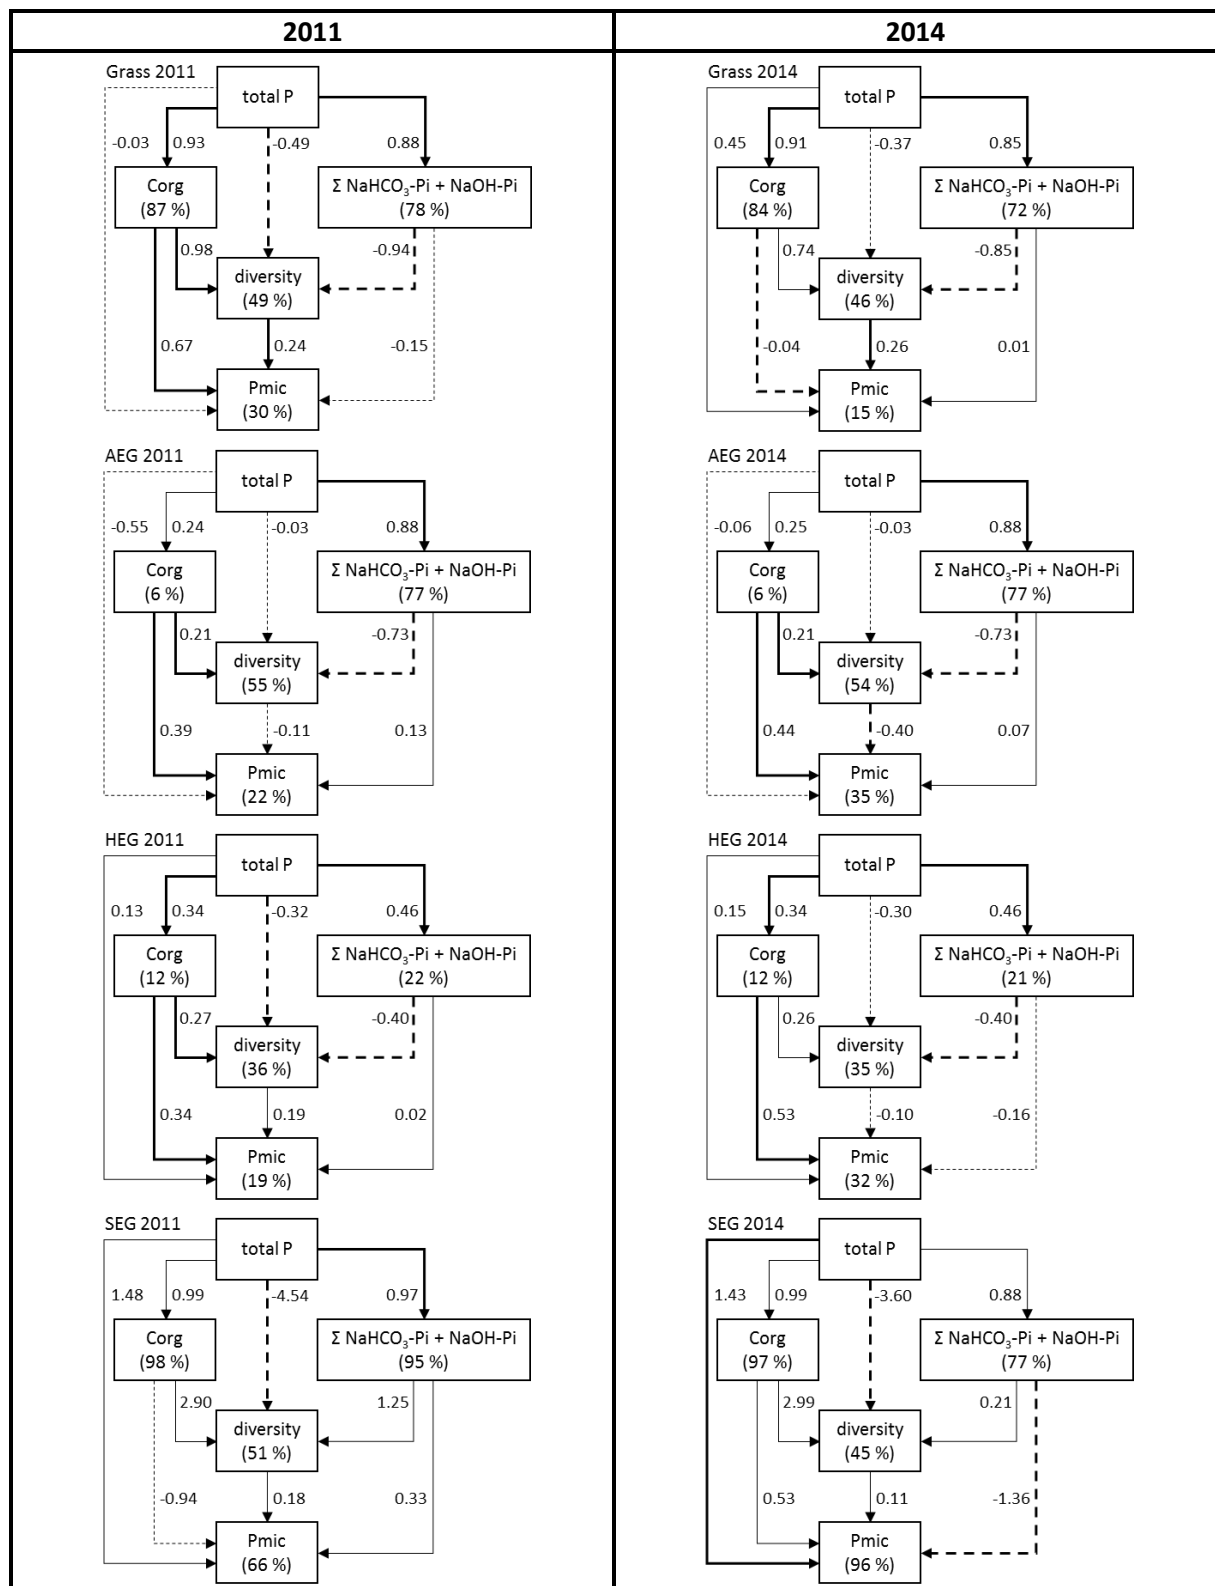 2011
2014
Grass 2011
total P
-0.03
0.93
-0.49
0.88
Corg
(87 %)
Σ NaHCO₃-Pi + NaOH-Pi
(78 %)
0.98
-0.94
diversity
(49 %)
0.67
0.24
-0.15
Pmic
(30 %)
Grass 2014
total P
0.45
0.91
-0.37
0.85
Corg
(84 %)
Σ NaHCO₃-Pi + NaOH-Pi
(72 %)
0.74
-0.85
diversity
(46 %)
-0.04
0.26
0.01
Pmic
(15 %)
AEG 2011
total P
-0.55
0.24
-0.03
0.88
Corg
(6 %)
Σ NaHCO₃-Pi + NaOH-Pi
(77 %)
0.21
-0.73
diversity
(55 %)
0.39
-0.11
0.13
Pmic
(22 %)
AEG 2014
total P
-0.06
0.25
-0.03
0.88
Corg
(6 %)
Σ NaHCO₃-Pi + NaOH-Pi
(77 %)
0.21
-0.73
diversity
(54 %)
0.44
-0.40
0.07
Pmic
(35 %)
HEG 2011
total P
0.13
0.34
-0.32
0.46
Corg
(12 %)
Σ NaHCO₃-Pi + NaOH-Pi
(22 %)
0.27
-0.40
diversity
(36 %)
0.34
0.19
0.02
Pmic
(19 %)
HEG 2014
total P
0.15
0.34
-0.30
0.46
Corg
(12 %)
Σ NaHCO₃-Pi + NaOH-Pi
(21 %)
0.26
-0.40
diversity
(35 %)
0.53
-0.10
-0.16
Pmic
(32 %)
SEG 2011
total P
1.48
0.99
-4.54
0.97
Corg
(98 %)
Σ NaHCO₃-Pi + NaOH-Pi
(95 %)
2.90
1.25
diversity
(51 %)
-0.94
0.18
0.33
Pmic
(66 %)
SEG 2014
total P
1.43
0.99
-3.60
0.88
Corg
(97 %)
Σ NaHCO₃-Pi + NaOH-Pi
(77 %)
2.99
0.21
diversity
(45 %)
0.53
0.11
-1.36
Pmic
(96 %)